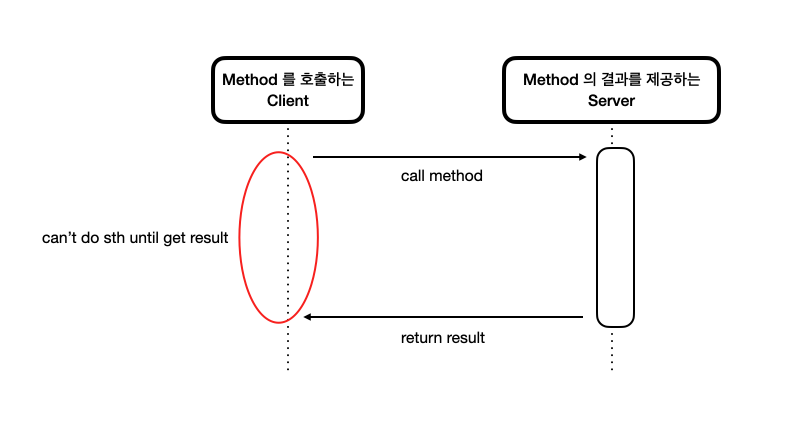 Method 를 호출하는
Client
Method 의 결과를 제공하는
Server
call method
can't do sth until get result
return result